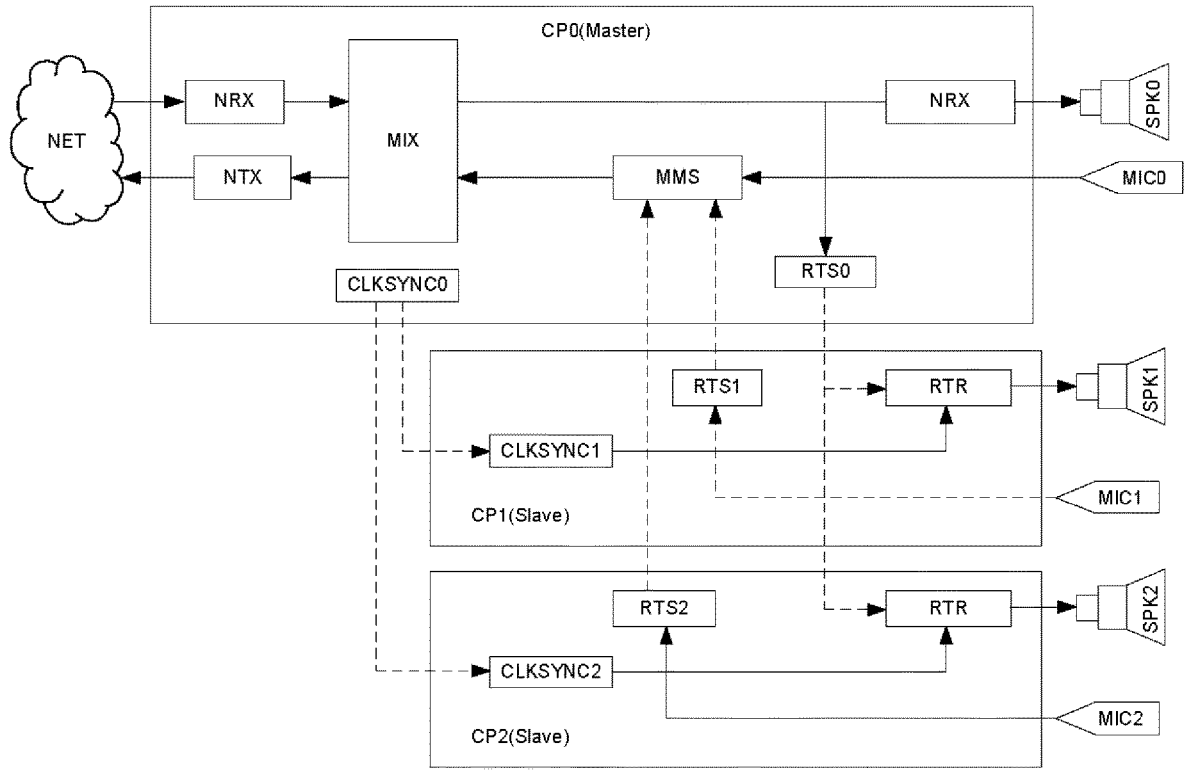 CP0(Master)
NET
NRX
MIX
NRX
SPK0
NTX
MMS
MIC0
RTS0
CLKSYNC0
RTS1
RTR
SPK1
CLKSYNC1
MIC1
CP1(Slave)
RTS2
RTR
SPK2
CLKSYNC2
MIC2
CP2(Slave)